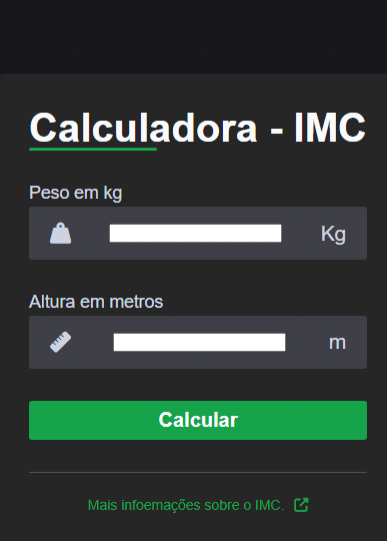 Calculadora - IMC
Peso em kg
Kg
Altura em metros
m
Calcular
Mais infoemações sobre o IMC.